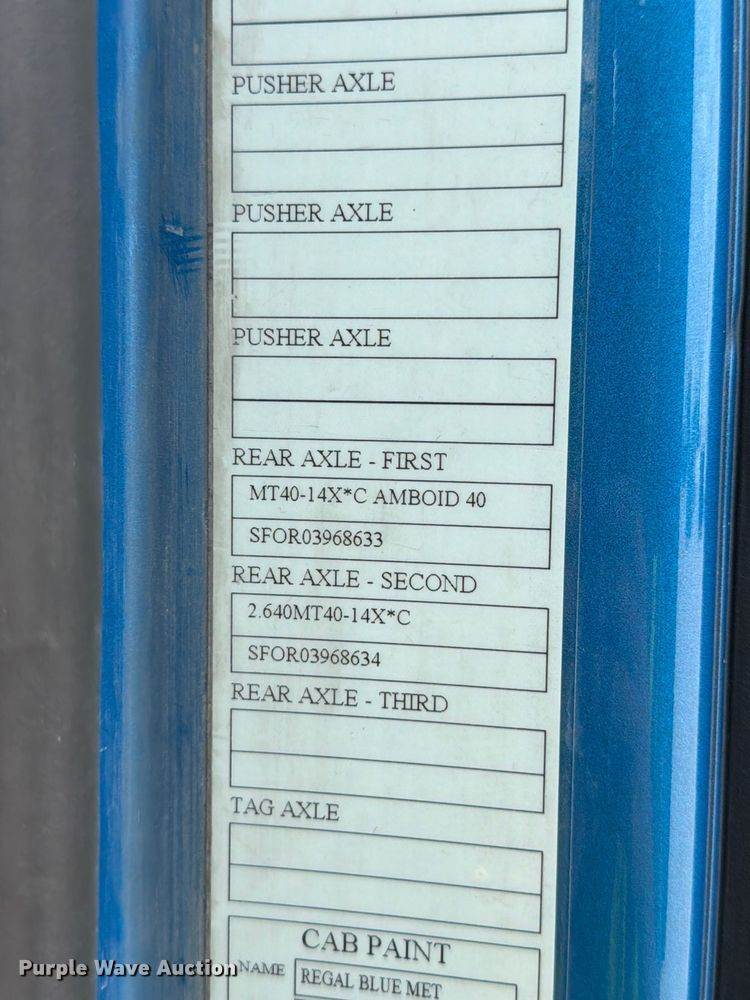 PUSHER AXLE
PUSHER AXLE
PUSHER AXLE
REAR AXLE - FIRST
MT40-14X*C AMBOID 40
SFOR03968633
REAR AXLE - SECOND
2.640MT40-14X*C
SFOR03968634
REAR AXLE - THIRD
TAG AXLE
CAB PAINT
NAME REGAL BLUE MET
Purple Wave Auction